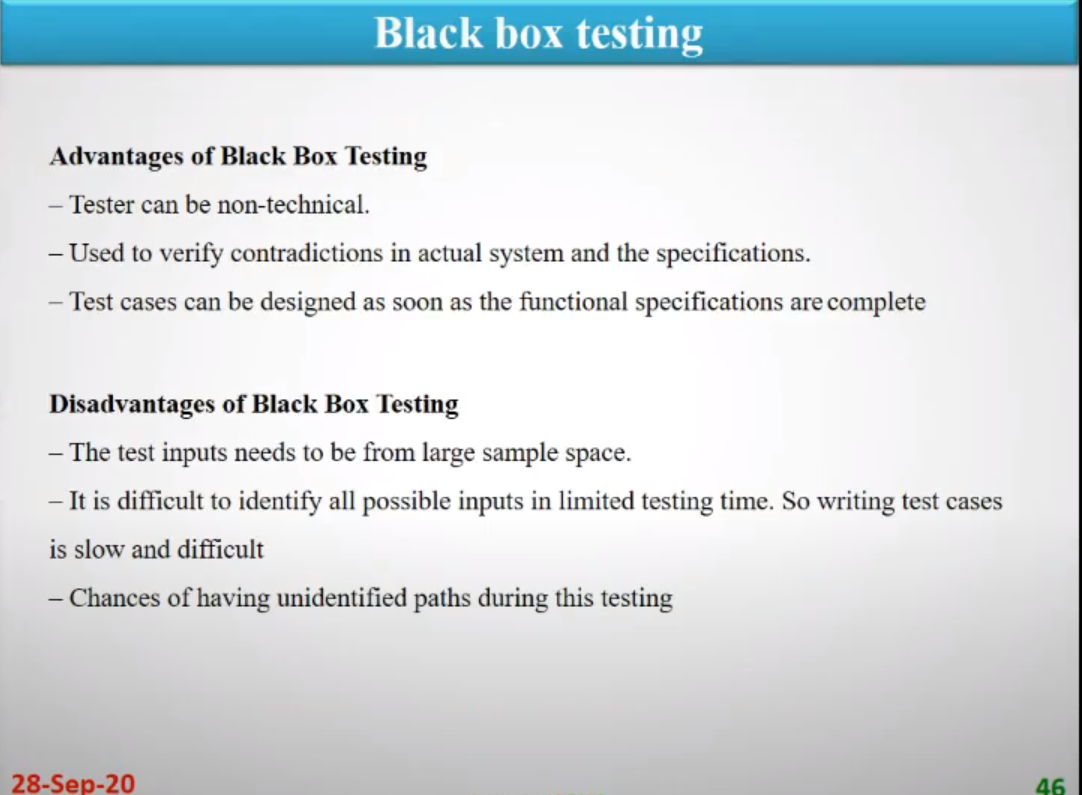 Black box testing
Advantages of Black Box Testing
– Tester can be non-technical.
– Used to verify contradictions in actual system and the specifications.
– Test cases can be designed as soon as the functional specifications are complete
Disadvantages of Black Box Testing
– The test inputs needs to be from large sample space.
– It is difficult to identify all possible inputs in limited testing time. So writing test cases
is slow and difficult
– Chances of having unidentified paths during this testing
28-Sep-20
46